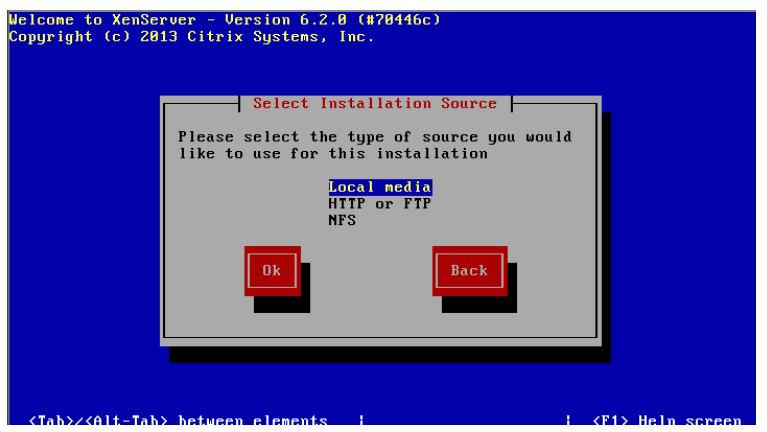 Welcome to XenServer - Version 6.2.0 (#70446c)
Copyright (c) 2013 Citrix Systems, Inc.
Select Installation Source
Please select the type of source you would
like to use for this installation
Local media
HTTP or FTP
NFS
Ok Back
<Tab>/<Alt-Tab> between elements | | <F1> Help screen